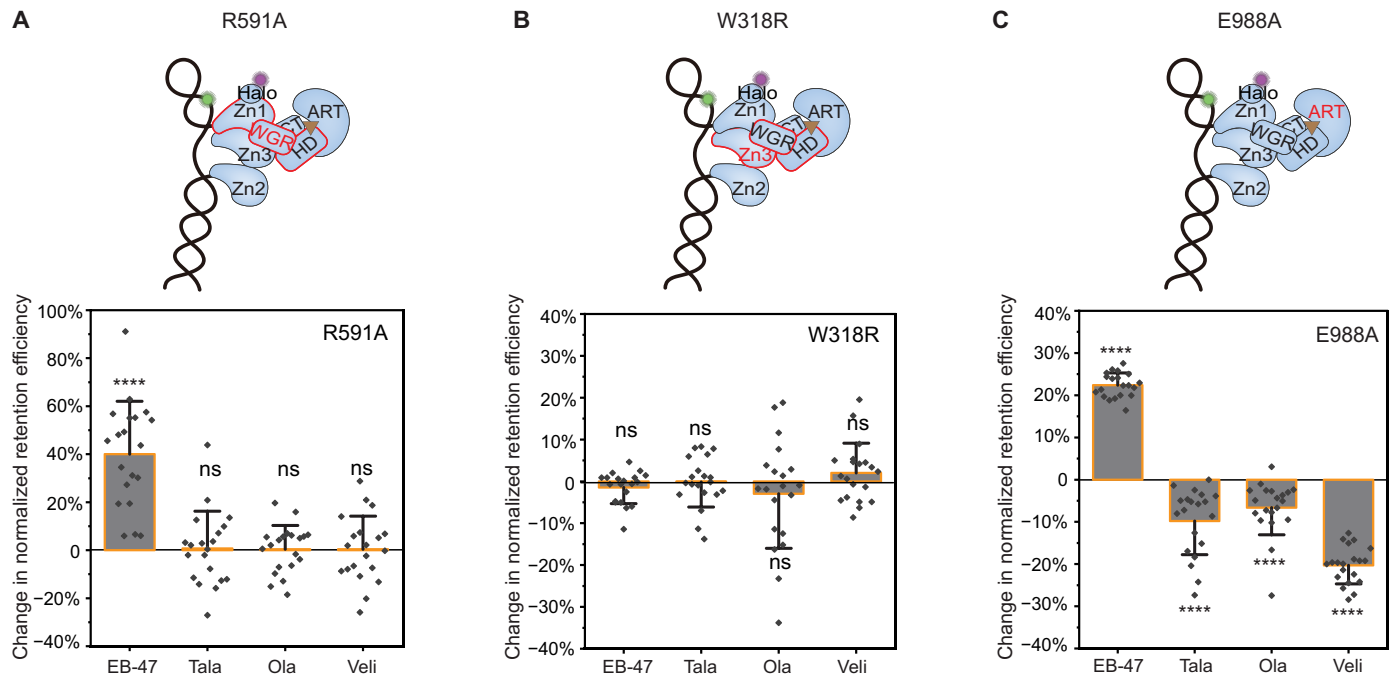 A
R591A
Halo
Zn1
ART
CT
WGR
HD
Zn3
Zn2
Change in normalized retention efficiency
100%
80%
60%
40%
20%
0
−20%
−40%
R591A
****
ns
ns
ns
EB-47
Tala
Ola
Veli
B
W318R
Halo
Zn1
ART
CT
WGR
HD
Zn3
Zn2
Change in normalized retention efficiency
40%
30%
20%
10%
0
−10%
−20%
−30%
−40%
W318R
ns
ns
ns
ns
EB-47
Tala
Ola
Veli
C
E988A
Halo
Zn1
ART
CT
WGR
HD
Zn3
Zn2
Change in normalized retention efficiency
40%
30%
20%
10%
0
−10%
−20%
−30%
−40%
E988A
****
****
****
****
EB-47
Tala
Ola
Veli